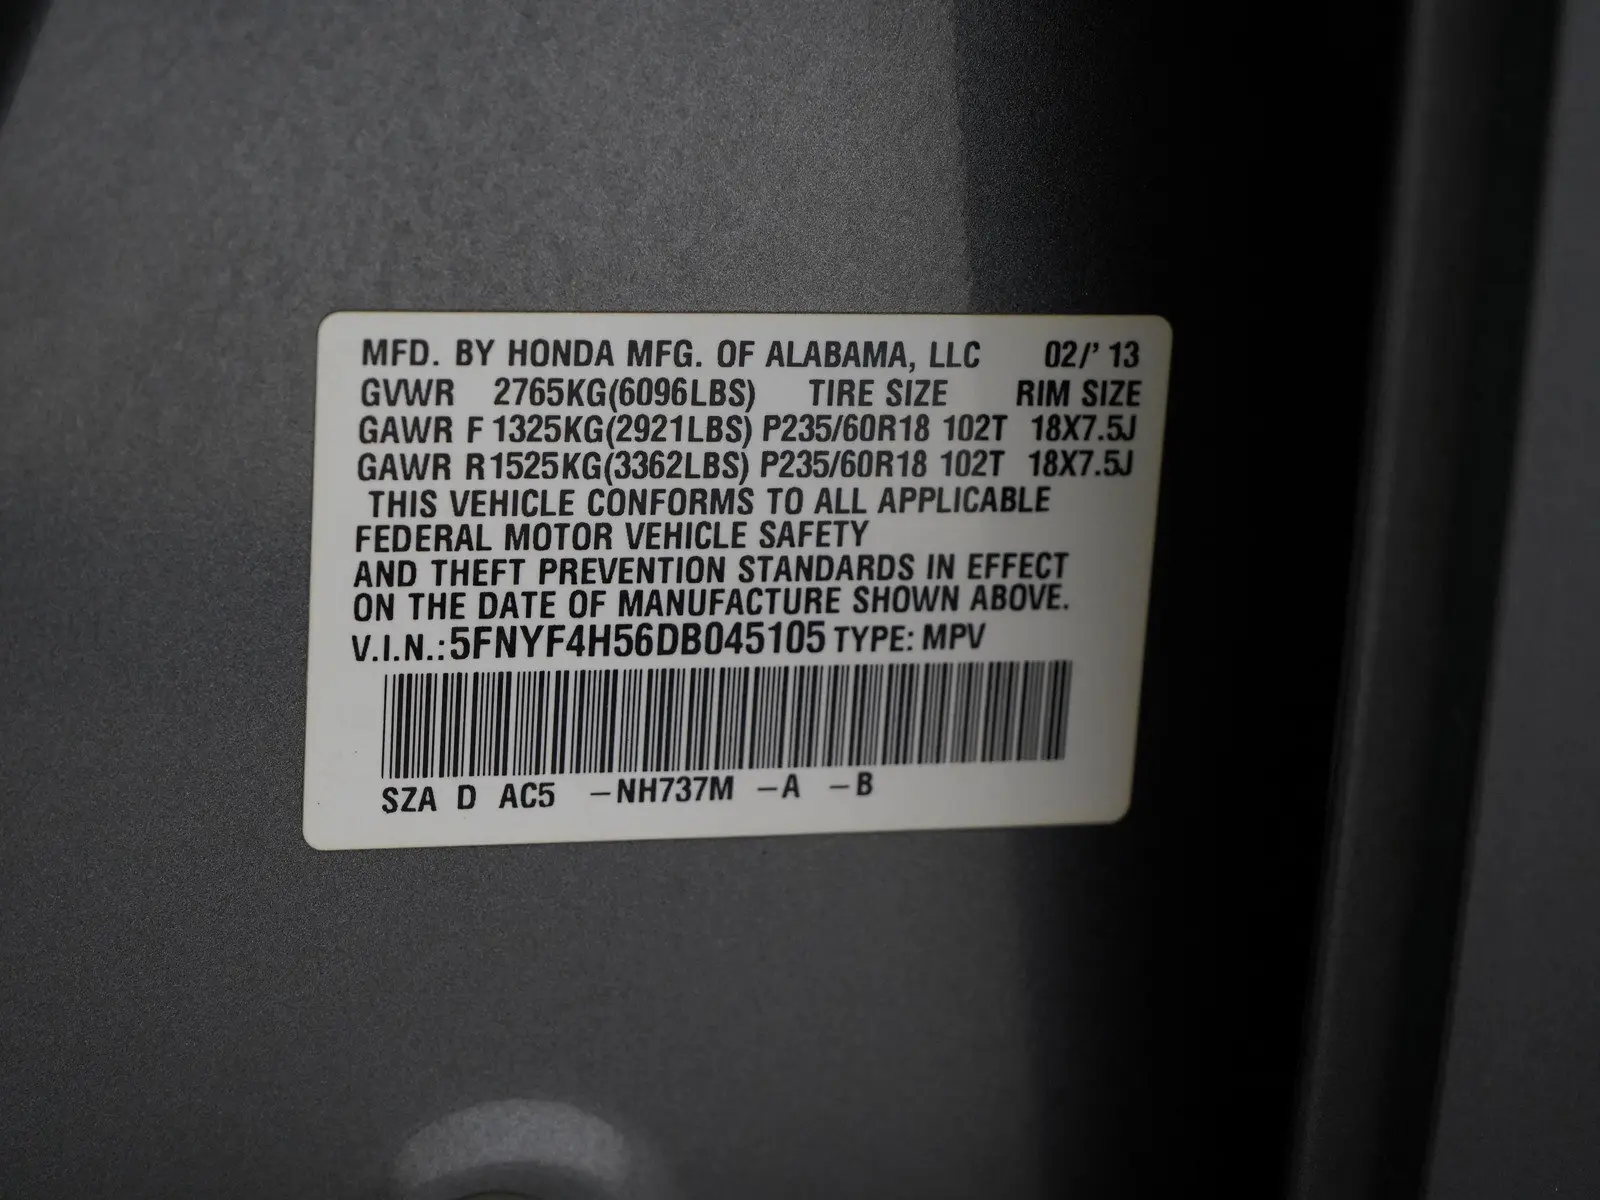 MFD. BY HONDA MFG. OF ALABAMA, LLC 02/' 13
GVWR 2765KG(6096LBS) TIRE SIZE RIM SIZE
GAWR F 1325KG(2921LBS) P235/60R18 102T 18X7.5J
GAWR R 1525KG(3362LBS) P235/60R18 102T 18X7.5J
THIS VEHICLE CONFORMS TO ALL APPLICABLE
FEDERAL MOTOR VEHICLE SAFETY
AND THEFT PREVENTION STANDARDS IN EFFECT
ON THE DATE OF MANUFACTURE SHOWN ABOVE.
V.I.N.: 5FNYF4H56DB045105 TYPE: MPV
SZA D AC5 –NH737M –A –B